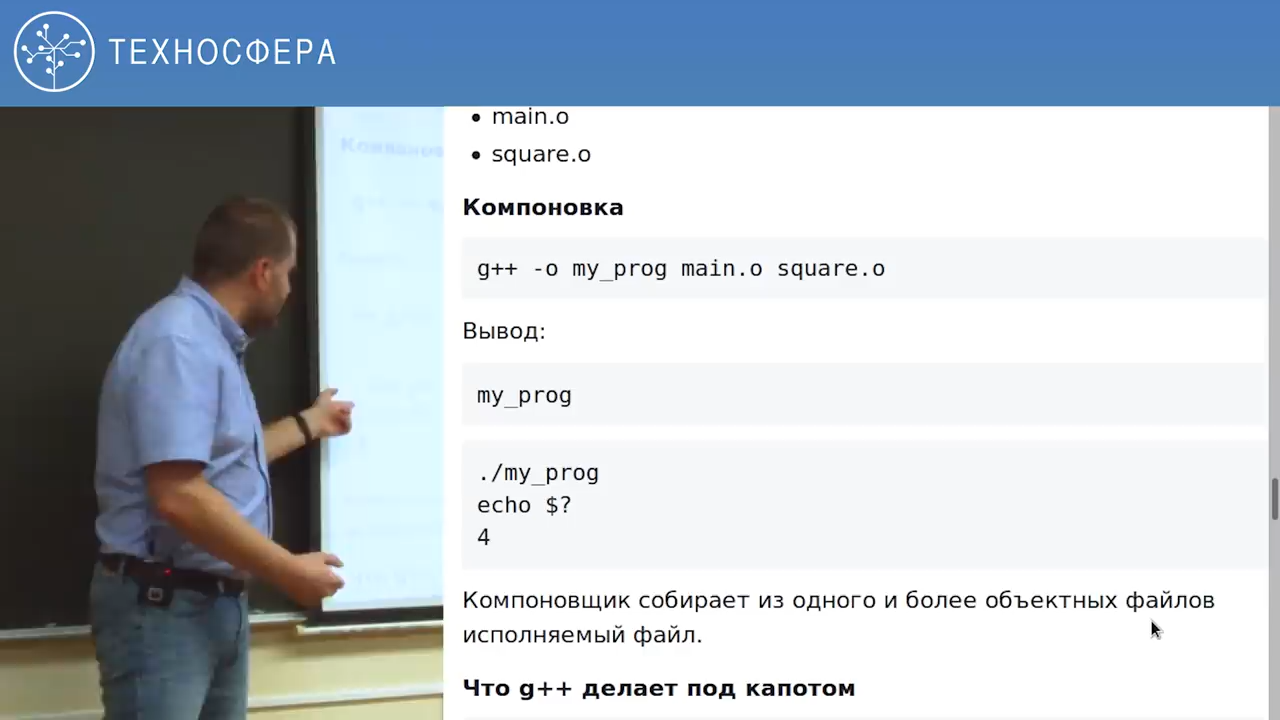 ТЕХНОСФЕРА
main.o
square.o
Компоновка
g++ -o my_prog main.o square.o
Вывод:
my_prog
./my_prog
echo $?
4
Компоновщик собирает из одного и более объектных файлов
исполняемый файл.
Что g++ делает под капотом